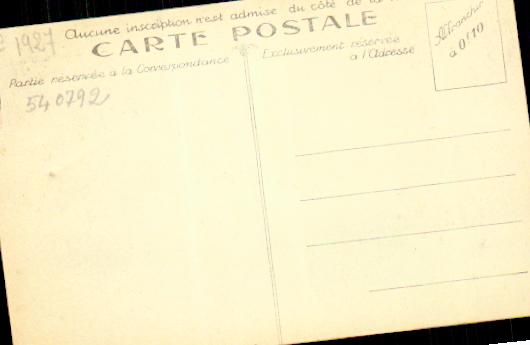 1927
Aucune inscription n'est admise du côté de la
CARTE POSTALE
Partie réservée a la Correspondance
Exclusivement réservée
a l'Adresse
Affranchir
a 0f10
540792